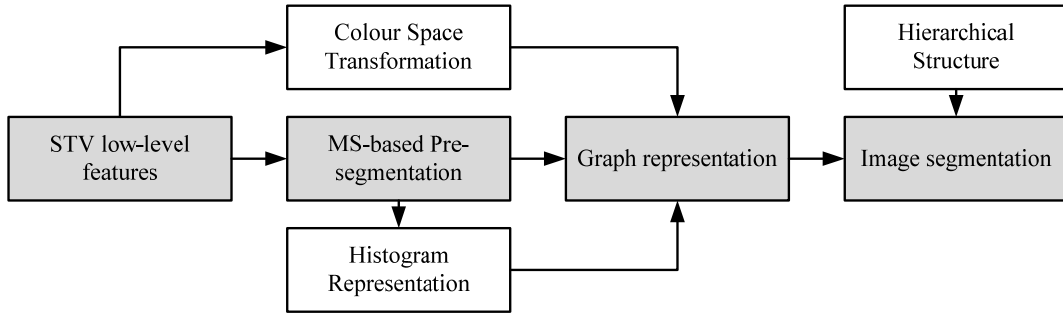 Colour Space
Transformation
Hierarchical
Structure
STV low-level
features
MS-based Pre-
segmentation
Graph representation
Image segmentation
Histogram
Representation